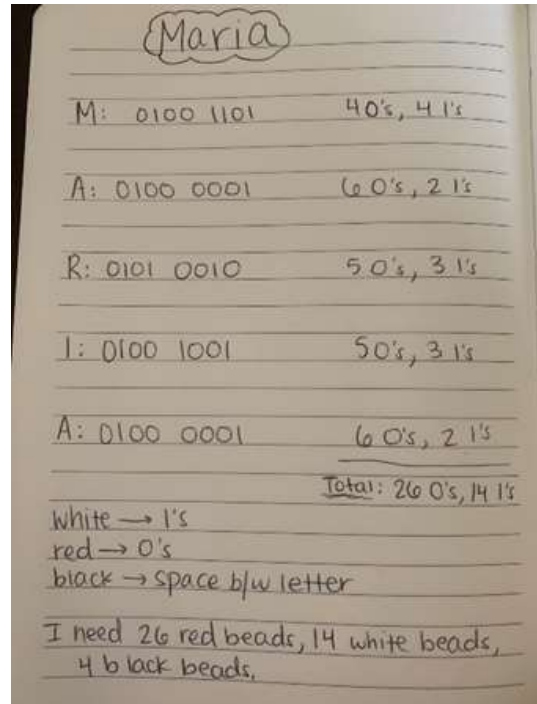 Maria
M: 0100 1101 4 0's, 4 1's
A: 0100 0001 6 0's, 2 1's
R: 0101 0010 5 0's, 3 1's
I: 0100 1001 5 0's, 3 1's
A: 0100 0001 6 0's, 2 1's
Total: 26 0's, 14 1's
white → 1's
red → 0's
black → space b/w letter
I need 26 red beads, 14 white beads,
4 black beads.